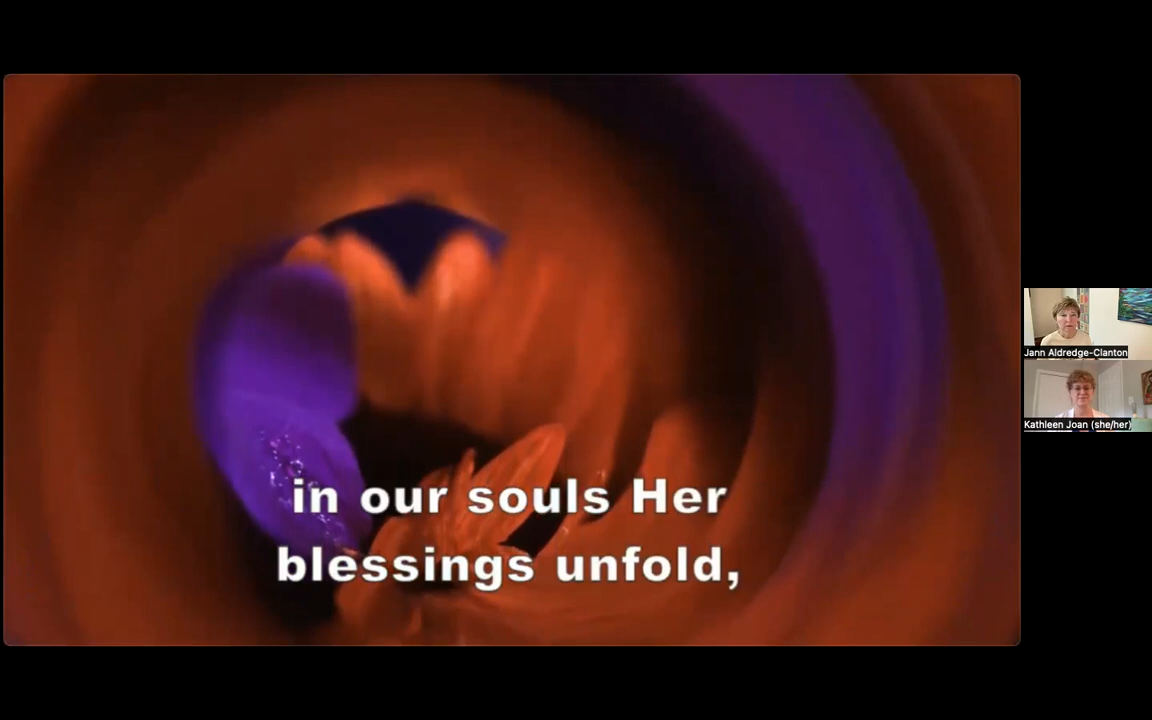 in our souls Her
blessings unfold,
Jann Aldredge-Clanton
Kathleen Joan (she/her)